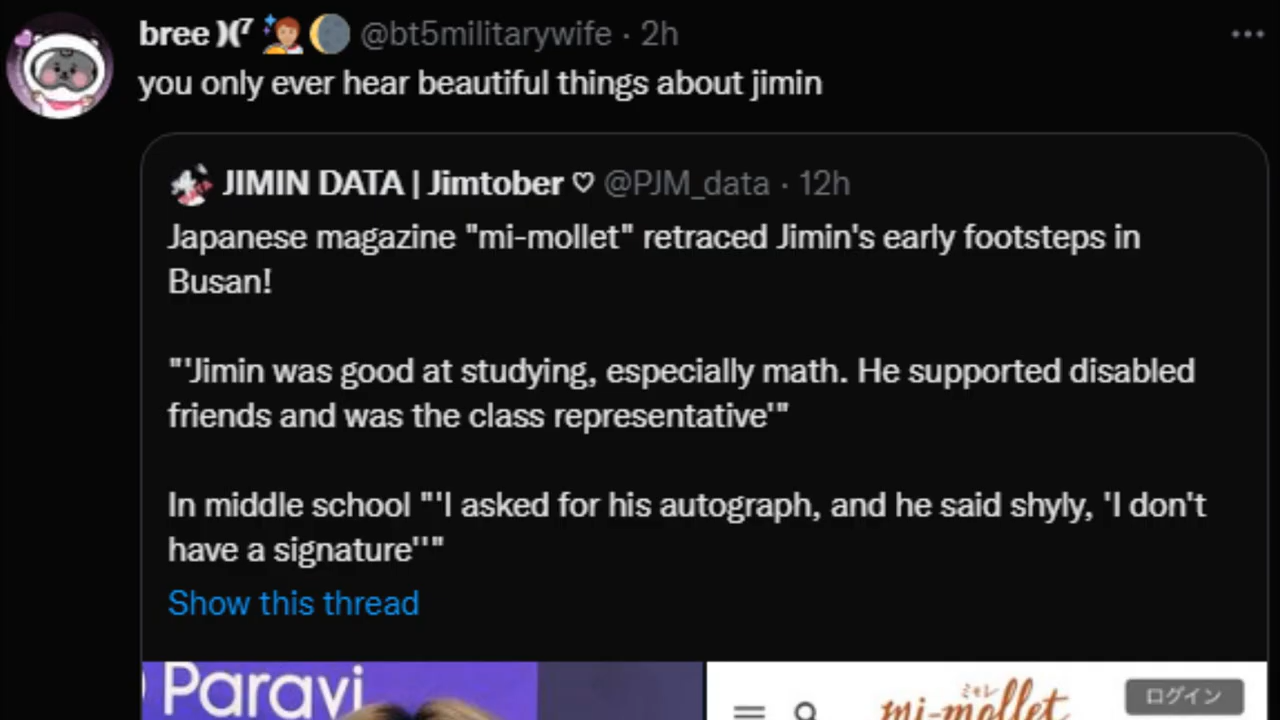 bree ⟭⟬⁷ 🧑🏻‍🚀🌘 @bt5militarywife · 2h
you only ever hear beautiful things about jimin
JIMIN DATA | Jimtober ♡ @PJM_data · 12h
Japanese magazine "mi-mollet" retraced Jimin's early footsteps in
Busan!
"'Jimin was good at studying, especially math. He supported disabled
friends and was the class representative'"
In middle school "'I asked for his autograph, and he said shyly, 'I don't
have a signature''"
Show this thread
Paravi
ミモレ
mi-mollet
ログイン